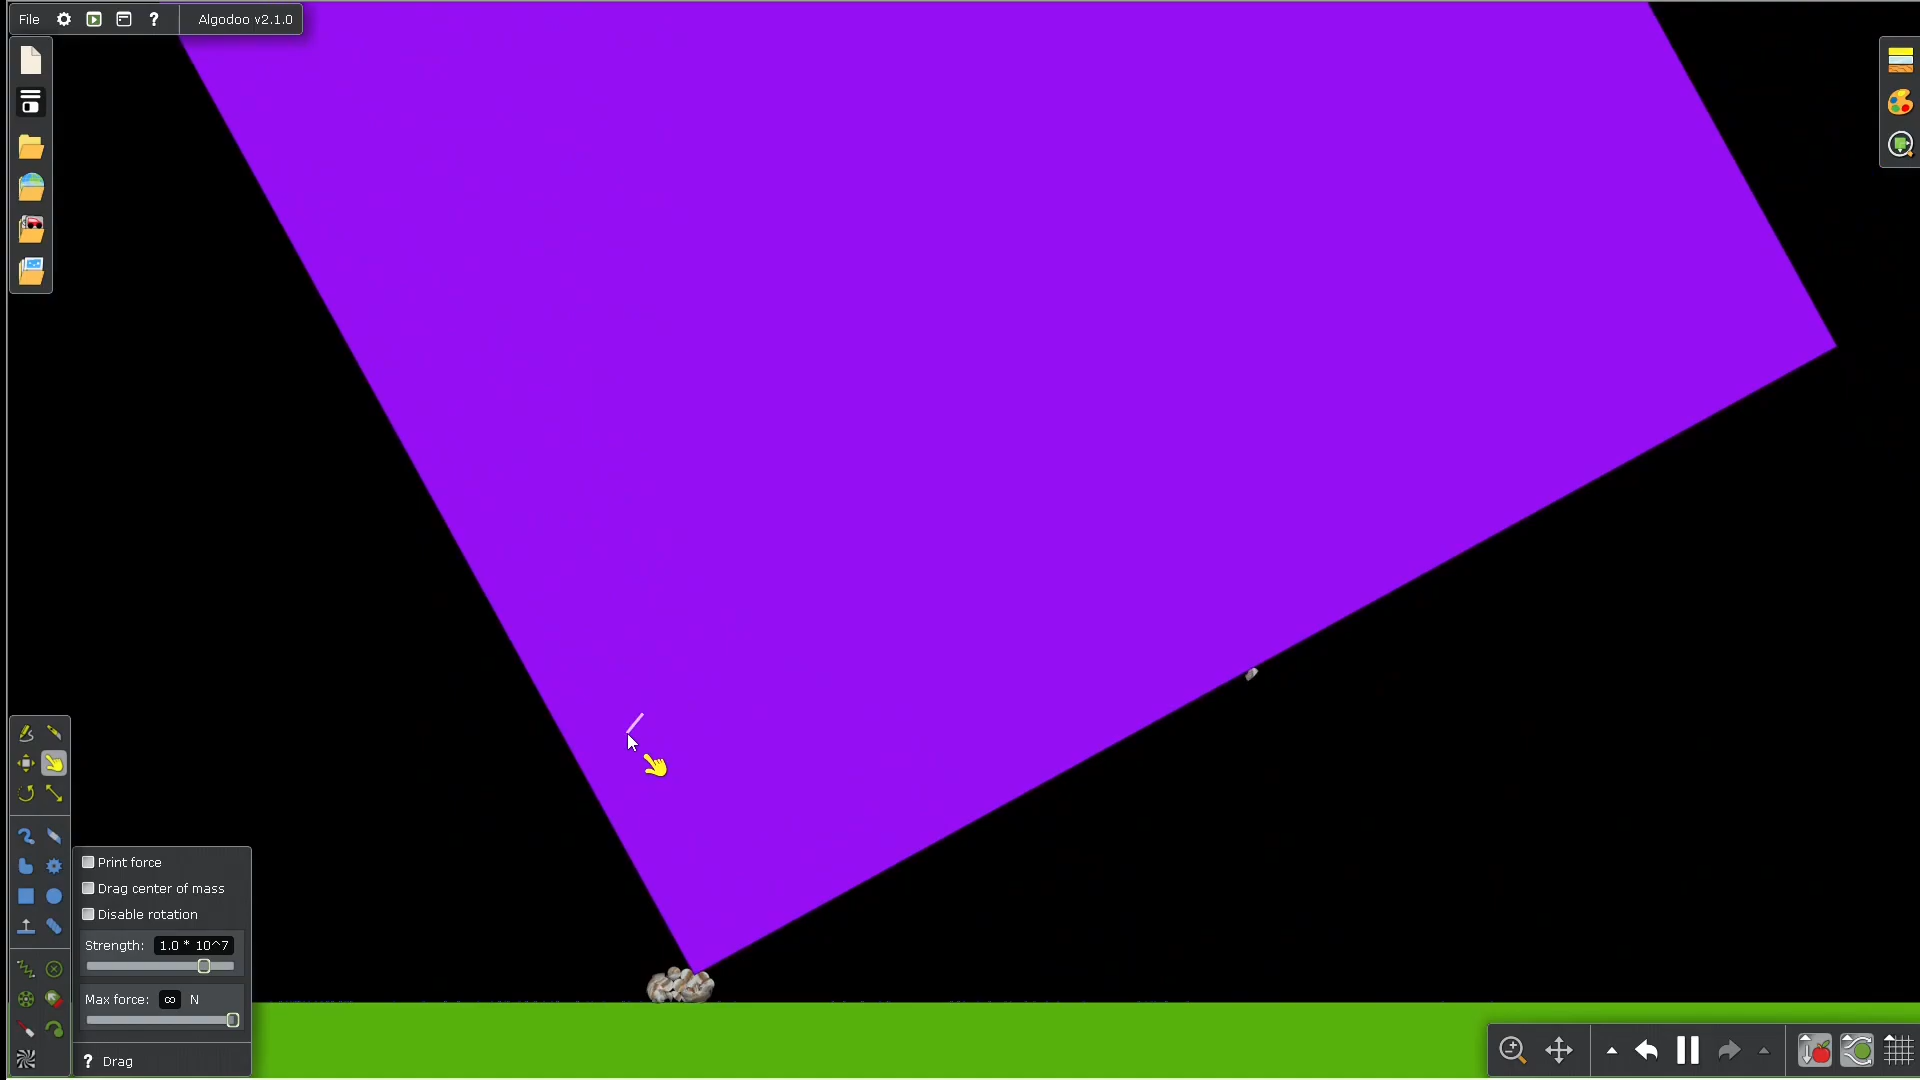 File ? Algodoo v2.1.0
Print force
Drag center of mass
Disable rotation
Strength: 1.0 * 10^7
Max force: ∞ N
? Drag